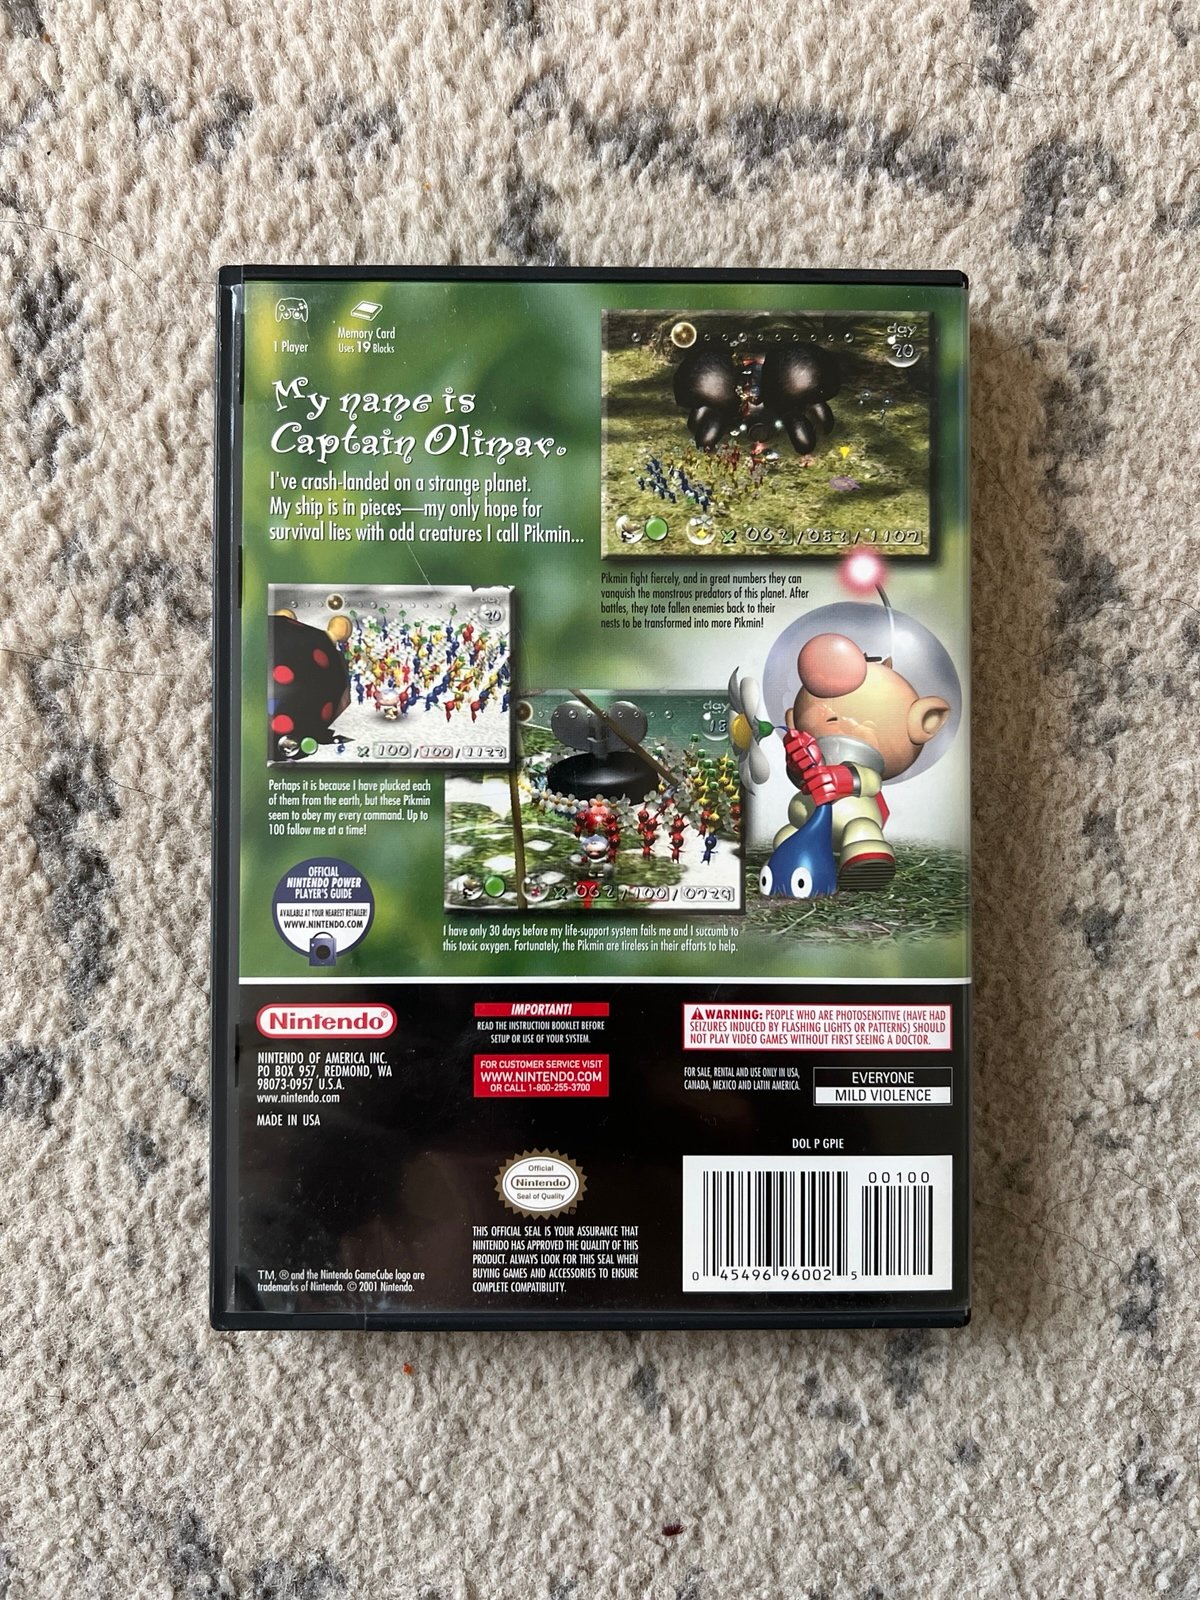 1 Player
Memory Card
Uses 19 Blocks
My name is
Captain Olimar.
I've crash-landed on a strange planet.
My ship is in pieces—my only hope for
survival lies with odd creatures I call Pikmin...
day
20
062/083/1107
Pikmin fight fiercely, and in great numbers they can
vanquish the monstrous predators of this planet. After
battles, they tote fallen enemies back to their
nests to be transformed into more Pikmin!
day
20
x 100/100/1122
Perhaps it is because I have plucked each
of them from the earth, but these Pikmin
seem to obey my every command. Up to
100 follow me at a time!
day
18
x 062/100/0729
I have only 30 days before my life-support system fails me and I succumb to
this toxic oxygen. Fortunately, the Pikmin are tireless in their efforts to help.
OFFICIAL
NINTENDO POWER
PLAYER'S GUIDE
AVAILABLE AT YOUR NEAREST RETAILER!
WWW.NINTENDO.COM
Nintendo®
NINTENDO OF AMERICA INC.
PO BOX 957, REDMOND, WA
98073-0957 U.S.A.
www.nintendo.com
MADE IN USA
IMPORTANT!
READ THE INSTRUCTION BOOKLET BEFORE
SETUP OR USE OF YOUR SYSTEM.
FOR CUSTOMER SERVICE VISIT
WWW.NINTENDO.COM
OR CALL 1-800-255-3700
WARNING: PEOPLE WHO ARE PHOTOSENSITIVE (HAVE HAD
SEIZURES INDUCED BY FLASHING LIGHTS OR PATTERNS) SHOULD
NOT PLAY VIDEO GAMES WITHOUT FIRST SEEING A DOCTOR.
FOR SALE, RENTAL AND USE ONLY IN USA,
CANADA, MEXICO AND LATIN AMERICA.
EVERYONE
MILD VIOLENCE
DOL P GPIE
Official
Nintendo
Seal of Quality
THIS OFFICIAL SEAL IS YOUR ASSURANCE THAT
NINTENDO HAS APPROVED THE QUALITY OF THIS
PRODUCT. ALWAYS LOOK FOR THIS SEAL WHEN
BUYING GAMES AND ACCESSORIES TO ENSURE
COMPLETE COMPATIBILITY.
TM, ® and the Nintendo GameCube logo are
trademarks of Nintendo. © 2001 Nintendo.
00100
0 45496 96002 5